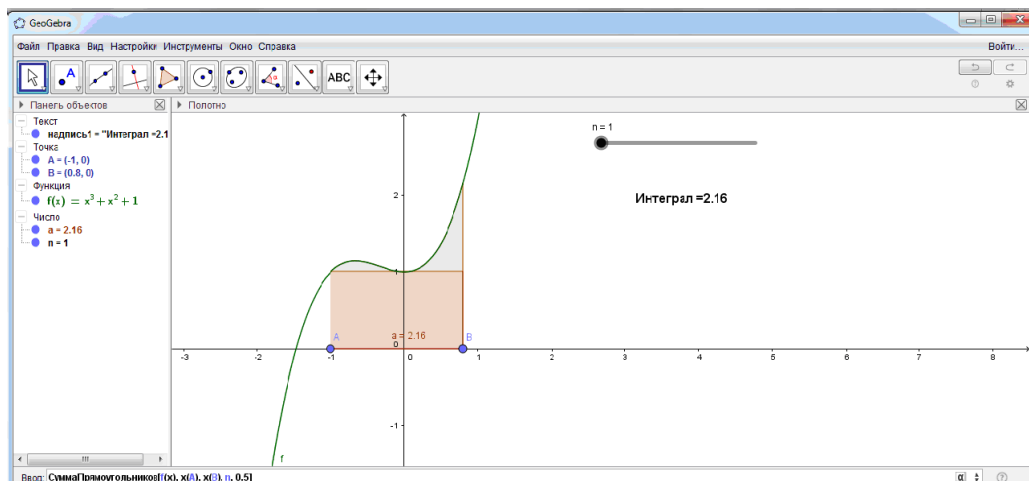 GeoGebra
Файл Правка Вид Настройки Инструменты Окно Справка Войти...
A α ABC
Панель объектов Полотно
Текст
надпись1 = "Интеграл =2.1
Точка
A = (-1, 0)
B = (0.8, 0)
Функция
f(x) = x³ + x² + 1
Число
a = 2.16
n = 1
n = 1
Интеграл =2.16
2
1
a = 2.16
A B
0
-3 -2 -1 0 1 2 3 4 5 6 7 8
-1
f
Ввод: СуммаПрямоугольников[f(x), x(A), x(B), n, 0.5] α